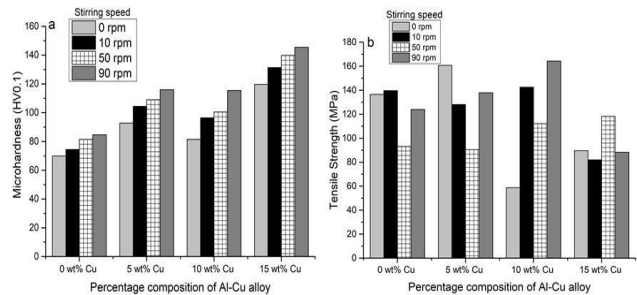 a
Stirring speed
0 rpm
10 rpm
50 rpm
90 rpm
Microhardness (HV0.1)
160
140
120
100
80
60
40
20
0
0 wt% Cu
5 wt% Cu
10 wt% Cu
15 wt% Cu
Percentage composition of Al-Cu alloy
b
Stirring speed
0 rpm
10 rpm
50 rpm
90 rpm
Tensile Strength (MPa)
180
160
140
120
100
80
60
40
20
0
0 wt% Cu
5 wt% Cu
10 wt% Cu
15 wt% Cu
Percentage composition of Al-Cu alloy